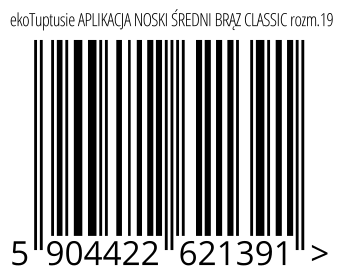 ekoTuptusie APLIKACJA NOSKI ŚREDNI BRĄZ CLASSIC rozm.19
5 904422 621391 >